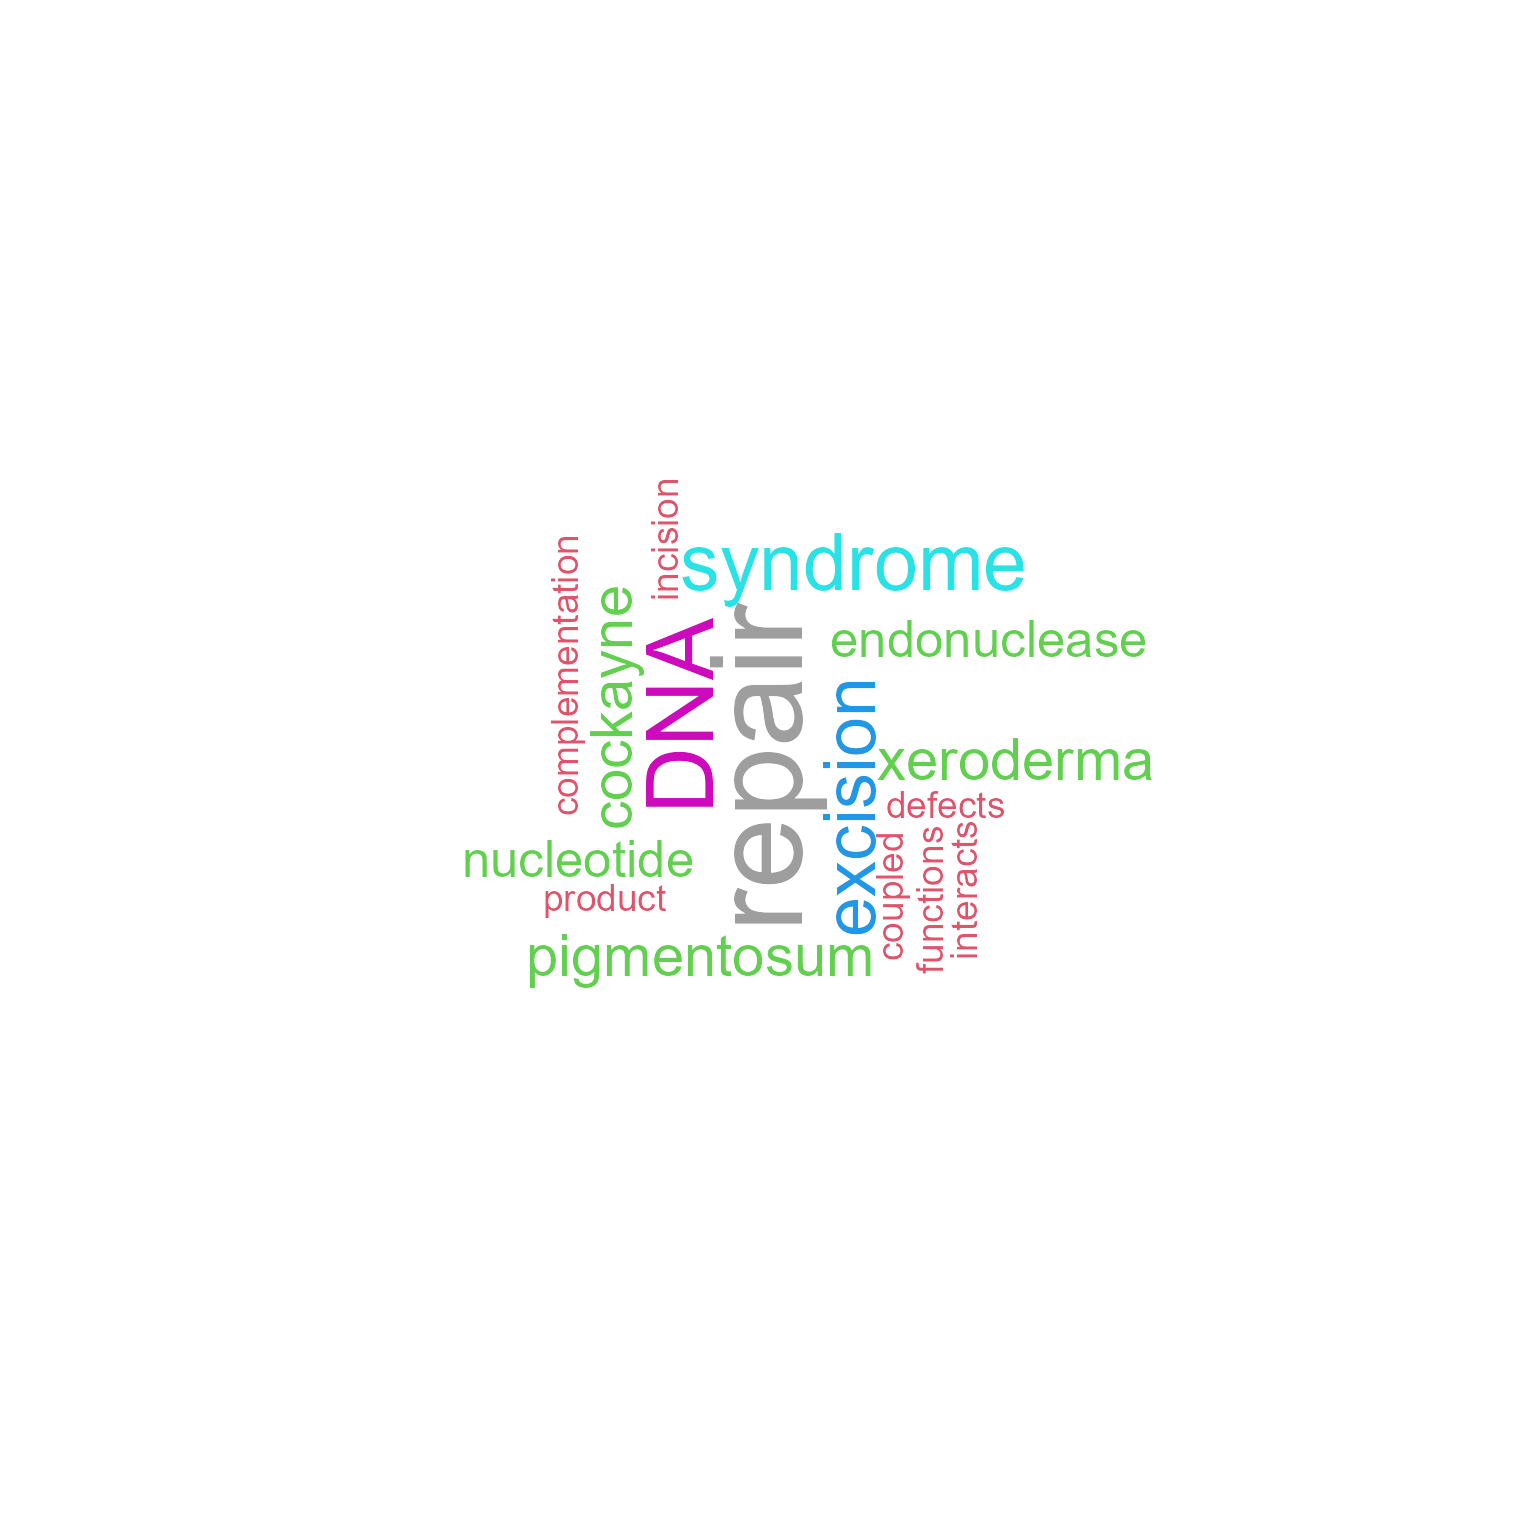 incision
syndrome
complementation
cockayne
DNA
repair
endonuclease
excision
xeroderma
defects
nucleotide
product
coupled
functions
interacts
pigmentosum